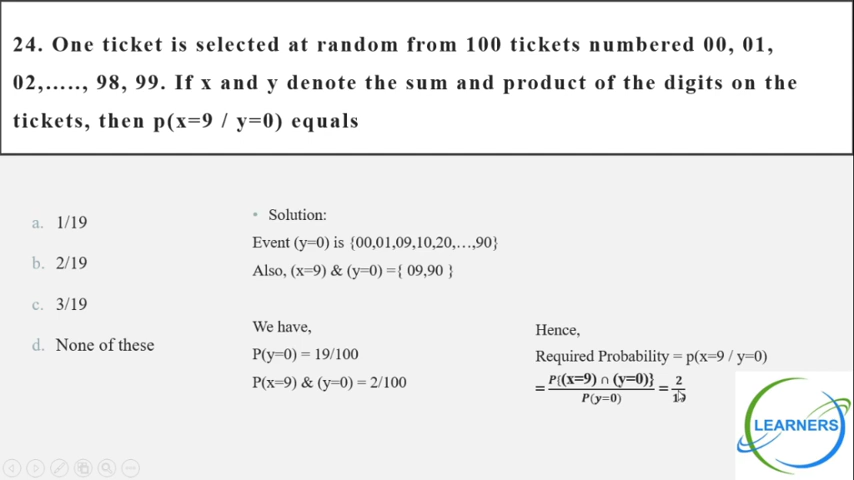 24. One ticket is selected at random from 100 tickets numbered 00, 01,
02,....., 98, 99. If x and y denote the sum and product of the digits on the
tickets, then p(x=9 / y=0) equals
a. 1/19
b. 2/19
c. 3/19
d. None of these
• Solution:
Event (y=0) is {00,01,09,10,20,…,90}
Also, (x=9) & (y=0) ={ 09,90 }
We have,
P(y=0) = 19/100
P(x=9) & (y=0) = 2/100
Hence,
Required Probability = p(x=9 / y=0)
= P{(x=9) ∩ (y=0)} / P(y=0) = 2 / 19
LEARNERS